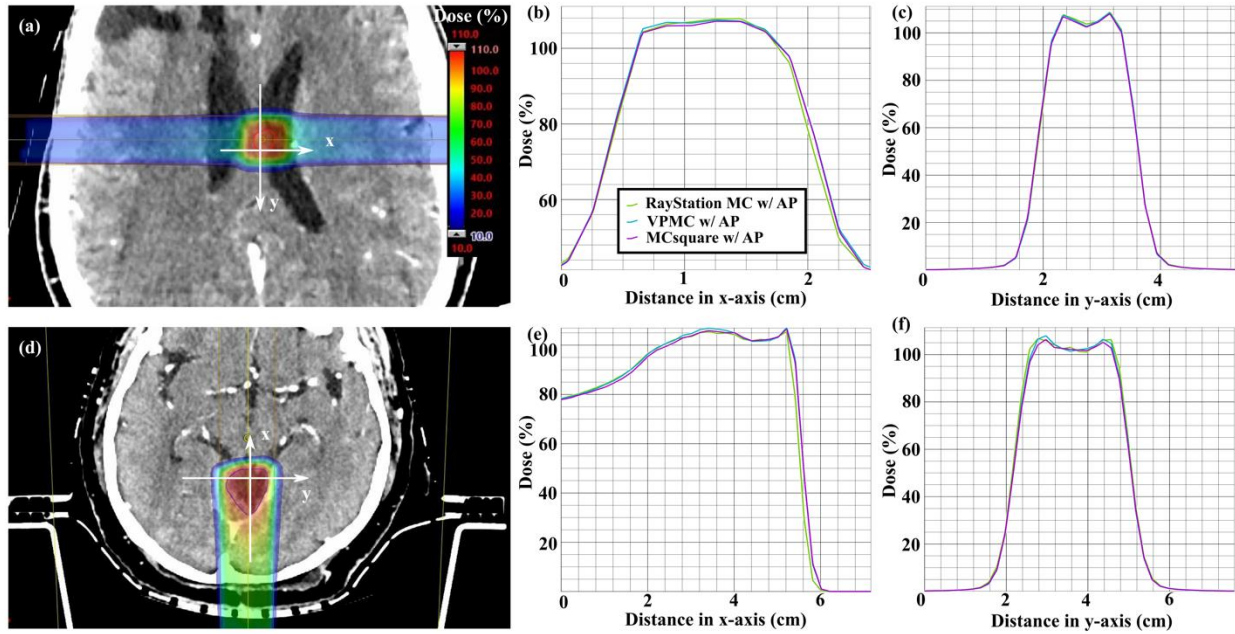 (a)
Dose (%)
110.0
110.0
100.0
90.0
80.0
70.0
60.0
50.0
40.0
30.0
20.0
10.0
10.0
x
y
(b)
Dose (%)
100
80
60
RayStation MC w/ AP
VPMC w/ AP
MCsquare w/ AP
0
1
2
Distance in x-axis (cm)
(c)
Dose (%)
100
80
60
40
20
0
2
4
Distance in y-axis (cm)
(d)
x
y
(e)
Dose (%)
100
80
60
40
20
0
2
4
6
Distance in x-axis (cm)
(f)
Dose (%)
100
80
60
40
20
0
2
4
6
Distance in y-axis (cm)